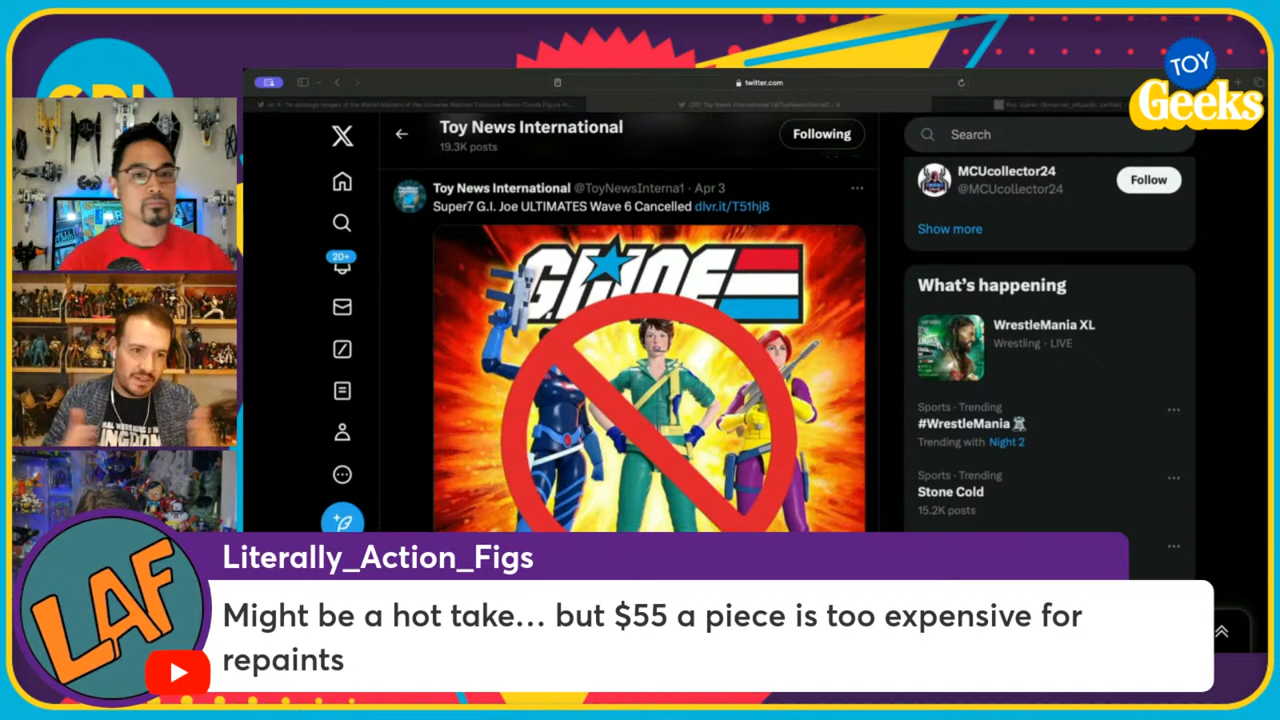 TOY
Geeks
twitter.com
Toy News International
19.3K posts
Following
Search
Toy News International @ToyNewsInterna1 · Apr 3
Super7 G.I. Joe ULTIMATES Wave 6 Cancelled dlvr.it/T51hj8
G.I. JOE
20+
MCUcollector24
@MCUcollector24
Follow
Show more
What's happening
WrestleMania XL
Wrestling · LIVE
Sports · Trending
#WrestleMania
Trending with Night 2
Sports · Trending
Stone Cold
15.2K posts
LAF
Literally_Action_Figs
Might be a hot take... but $55 a piece is too expensive for
repaints